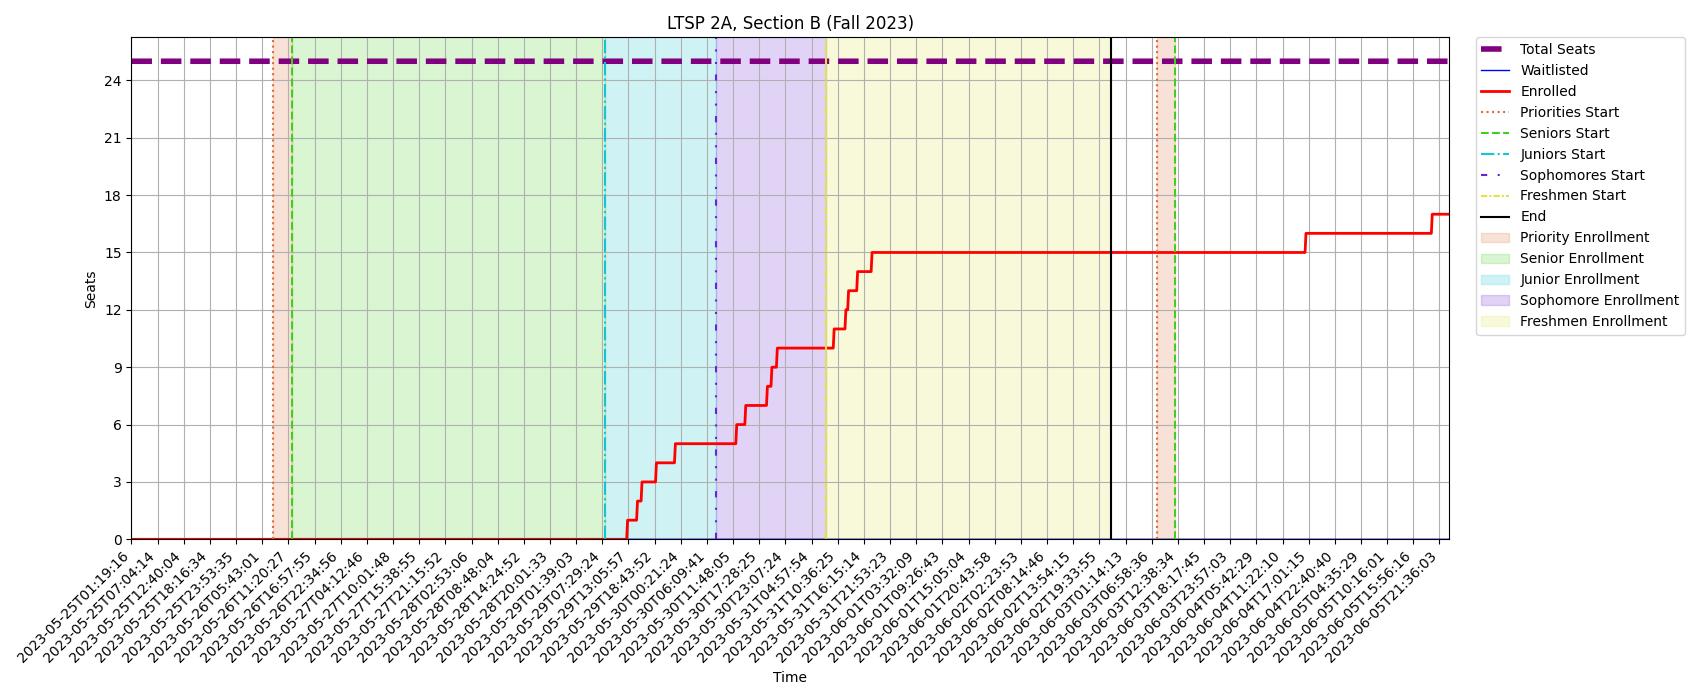 LTSP 2A, Section B (Fall 2023)
Total Seats
Waitlisted
Enrolled
Priorities Start
Seniors Start
Juniors Start
Sophomores Start
Freshmen Start
End
Priority Enrollment
Senior Enrollment
Junior Enrollment
Sophomore Enrollment
Freshmen Enrollment
Seats
24
21
18
15
12
9
6
3
0
2023-05-25T01:19:16
2023-05-25T07:04:14
2023-05-25T12:40:04
2023-05-25T18:16:34
2023-05-25T23:53:35
2023-05-26T05:43:01
2023-05-26T11:20:27
2023-05-26T16:57:55
2023-05-26T22:34:56
2023-05-27T04:12:46
2023-05-27T10:01:48
2023-05-27T15:38:55
2023-05-27T21:15:52
2023-05-28T02:53:06
2023-05-28T08:48:04
2023-05-28T14:24:52
2023-05-28T20:01:33
2023-05-29T01:39:03
2023-05-29T07:29:24
2023-05-29T13:05:57
2023-05-29T18:43:52
2023-05-30T00:21:24
2023-05-30T06:09:41
2023-05-30T11:48:05
2023-05-30T17:28:25
2023-05-30T23:07:24
2023-05-31T04:57:54
2023-05-31T10:36:25
2023-05-31T16:15:14
2023-05-31T21:53:23
2023-06-01T03:32:09
2023-06-01T09:26:43
2023-06-01T15:05:04
2023-06-01T20:43:58
2023-06-02T02:23:53
2023-06-02T08:14:46
2023-06-02T13:54:15
2023-06-02T19:33:55
2023-06-03T01:14:13
2023-06-03T06:58:36
2023-06-03T12:38:34
2023-06-03T18:17:45
2023-06-03T23:57:03
2023-06-04T05:42:29
2023-06-04T11:22:10
2023-06-04T17:01:15
2023-06-04T22:40:40
2023-06-05T04:35:29
2023-06-05T10:16:01
2023-06-05T15:56:16
2023-06-05T21:36:03
Time